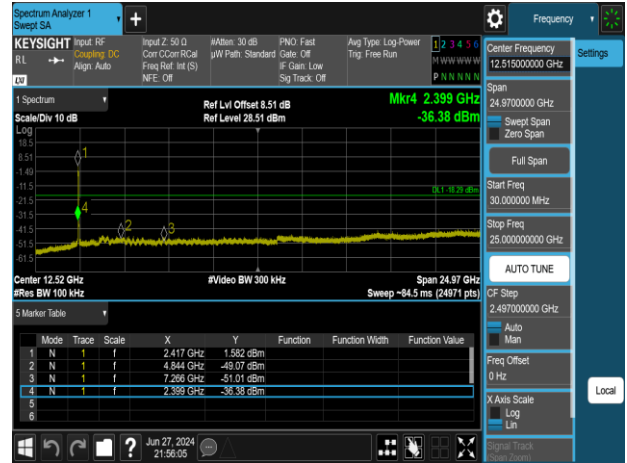 Spectrum Analyzer 1
Swept SA
Frequency
KEYSIGHT
RL
LXI
Input: RF
Coupling: DC
Align: Auto
Input Z: 50 Ω
Corr CCorr RCal
Freq Ref: Int (S)
NFE: Off
#Atten: 30 dB
µW Path: Standard
PNO: Fast
Gate: Off
IF Gain: Low
Sig Track: Off
Avg Type: Log-Power
Trig: Free Run
1 2 3 4 5 6
M W W W W W
P N N N N N
1 Spectrum
Scale/Div 10 dB
Ref Lvl Offset 8.51 dB
Ref Level 28.51 dBm
Mkr4 2.399 GHz
-36.38 dBm
Log
18.5
8.51
-1.49
-11.5
-21.5
-31.5
-41.5
-51.5
-61.5
1
2
3
4
DL1 -18.29 dBm
Center 12.52 GHz
#Res BW 100 kHz
#Video BW 300 kHz
Span 24.97 GHz
Sweep ~84.5 ms (24971 pts)
5 Marker Table
Mode Trace Scale X Y Function Function Width Function Value
1 N 1 f 2.417 GHz 1.582 dBm
2 N 1 f 4.844 GHz -49.07 dBm
3 N 1 f 7.266 GHz -51.01 dBm
4 N 1 f 2.399 GHz -36.38 dBm
5
6
Jun 27, 2024
21:56:05
Center Frequency
12.515000000 GHz
Span
24.9700000 GHz
Swept Span
Zero Span
Full Span
Start Freq
30.000000 MHz
Stop Freq
25.000000000 GHz
AUTO TUNE
CF Step
2.497000000 GHz
Auto
Man
Freq Offset
0 Hz
X Axis Scale
Log
Lin
Signal Track
(Span Zoom)
Settings
Local